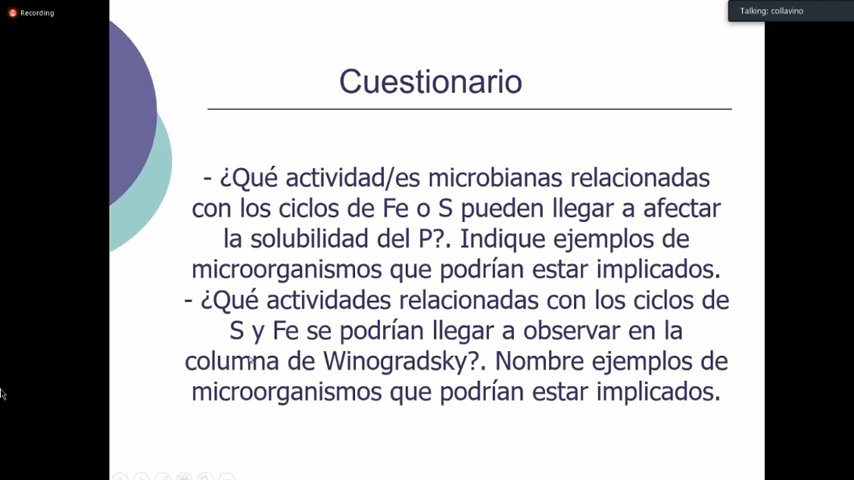 Recording
Talking: collavino
Cuestionario
- ¿Qué actividad/es microbianas relacionadas
con los ciclos de Fe o S pueden llegar a afectar
la solubilidad del P?. Indique ejemplos de
microorganismos que podrían estar implicados.
- ¿Qué actividades relacionadas con los ciclos de
S y Fe se podrían llegar a observar en la
columna de Winogradsky?. Nombre ejemplos de
microorganismos que podrían estar implicados.